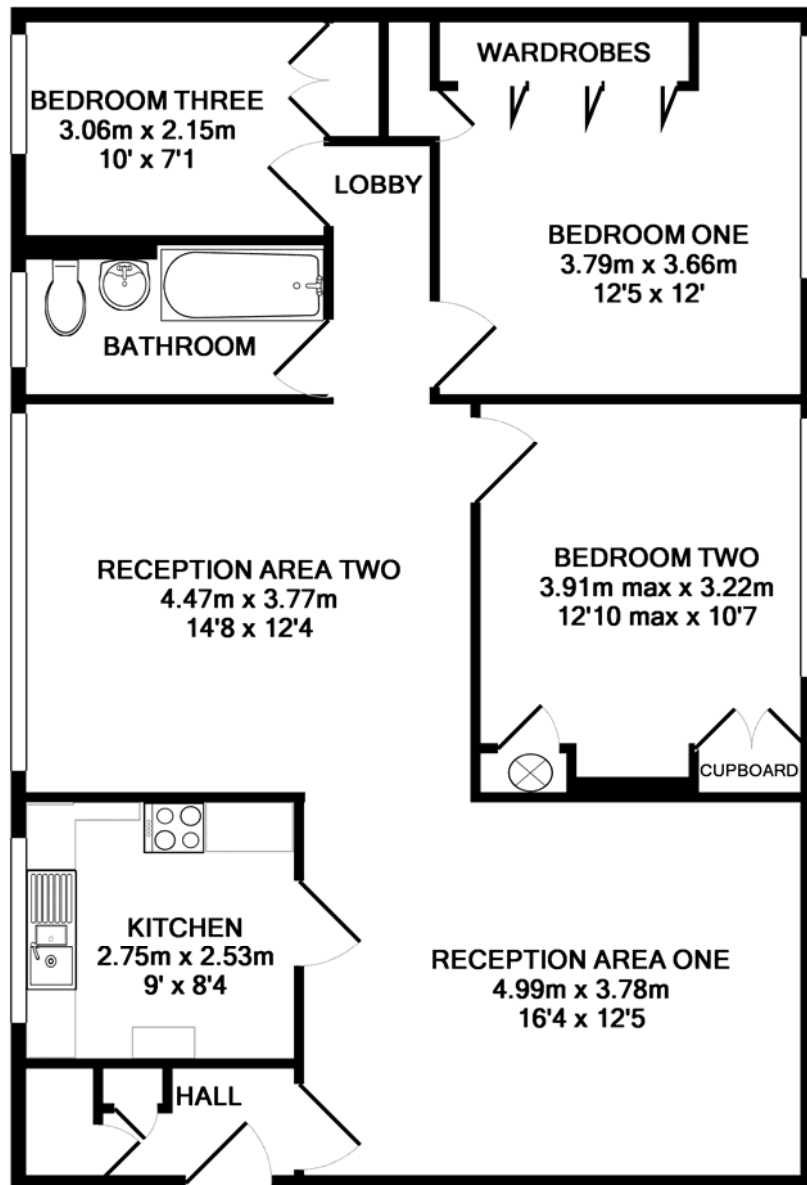 BEDROOM THREE
3.06m x 2.15m
10' x 7'1
WARDROBES
LOBBY
BEDROOM ONE
3.79m x 3.66m
12'5 x 12'
BATHROOM
RECEPTION AREA TWO
4.47m x 3.77m
14'8 x 12'4
BEDROOM TWO
3.91m max x 3.22m
12'10 max x 10'7
CUPBOARD
KITCHEN
2.75m x 2.53m
9' x 8'4
RECEPTION AREA ONE
4.99m x 3.78m
16'4 x 12'5
HALL